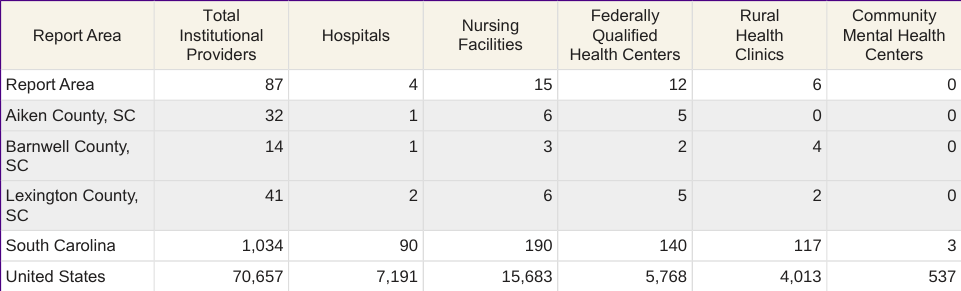 Report Area Total Institutional Providers Hospitals Nursing Facilities Federally Qualified Health Centers Rural Health Clinics Community Mental Health Centers
Report Area 87 4 15 12 6 0
Aiken County, SC 32 1 6 5 0 0
Barnwell County, SC 14 1 3 2 4 0
Lexington County, SC 41 2 6 5 2 0
South Carolina 1,034 90 190 140 117 3
United States 70,657 7,191 15,683 5,768 4,013 537